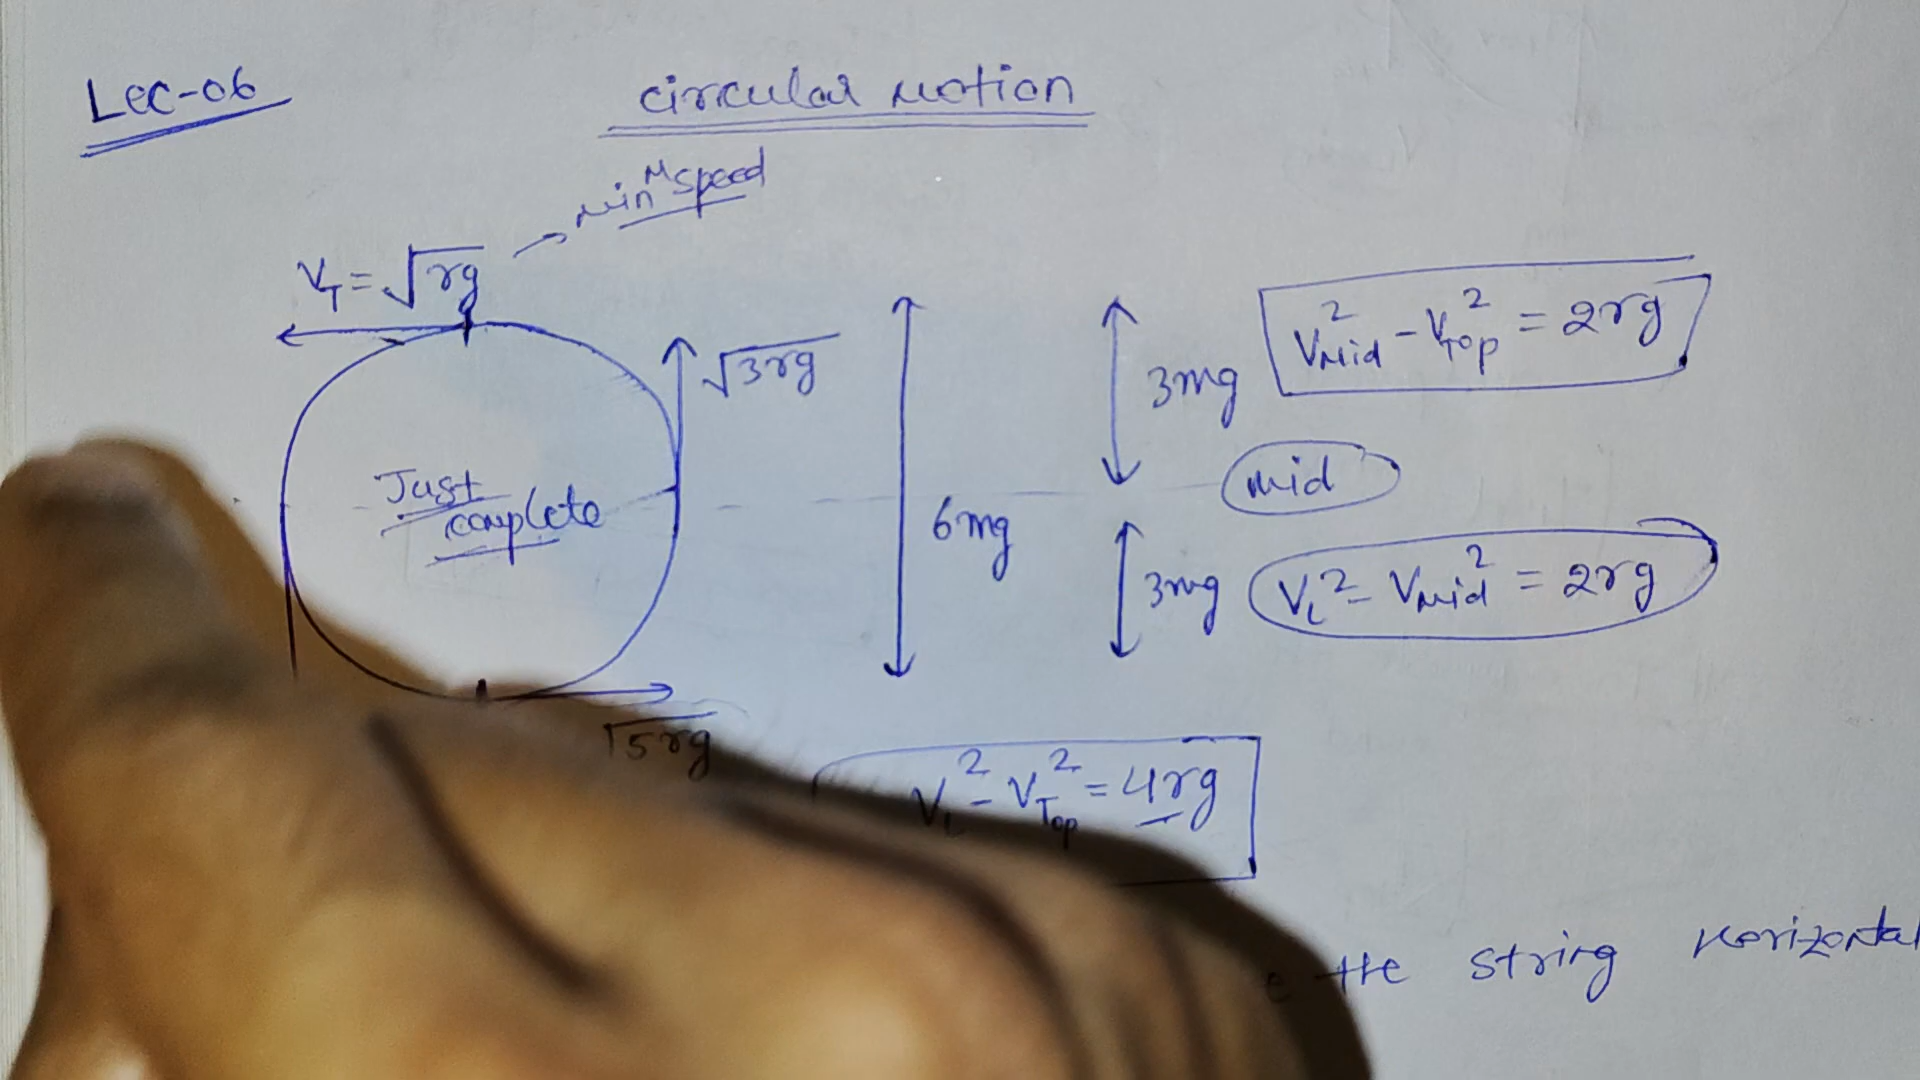 Lec-06
circular motion
minᴹ speed
V_T = √rg
√3rg
3mg
V²_Mid - V²_Top = 2rg
Just
complete
6mg
mid
3mg
V_L² - V_Mid² = 2rg
√5rg
V_L² - V²_Top = 4rg
the string Horizontal